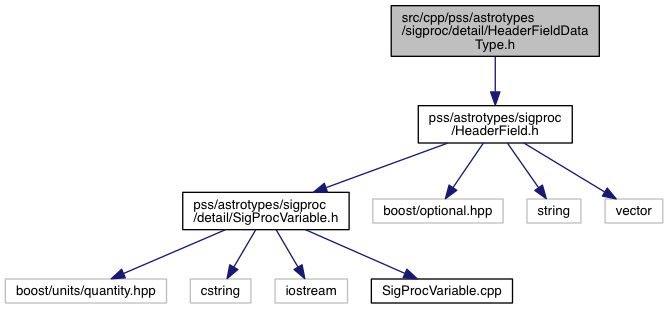 src/cpp/pss/astrotypes
/sigproc/detail/HeaderFieldData
Type.h
pss/astrotypes/sigproc
/HeaderField.h
pss/astrotypes/sigproc
/detail/SigProcVariable.h
boost/optional.hpp
string
vector
boost/units/quantity.hpp
cstring
iostream
SigProcVariable.cpp